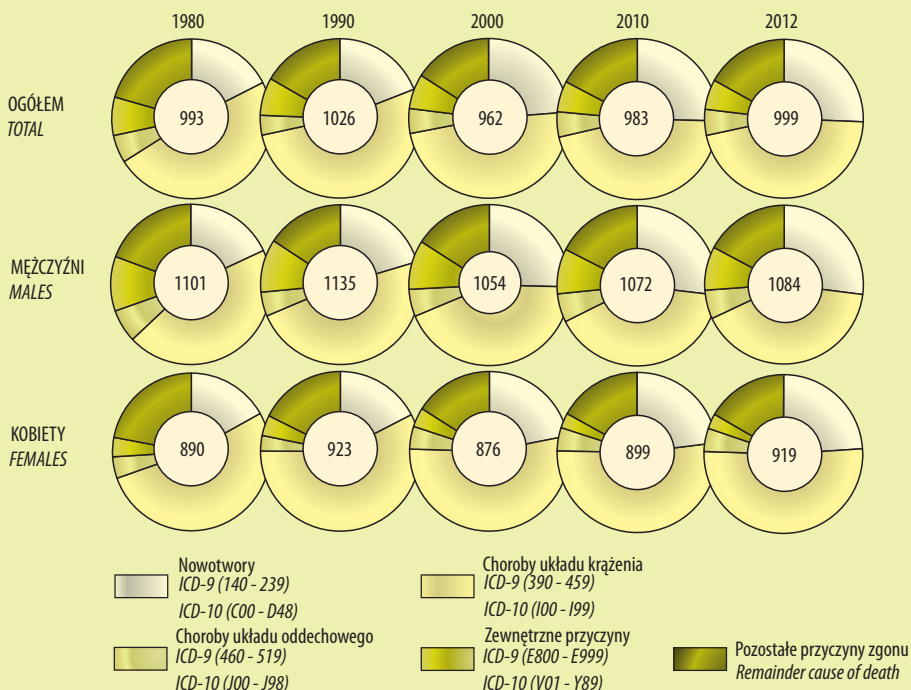 1980 1990 2000 2010 2012
OGÓŁEM
TOTAL
993 1026 962 983 999
MĘŻCZYŹNI
MALES
1101 1135 1054 1072 1084
KOBIETY
FEMALES
890 923 876 899 919
Nowotwory
ICD-9 (140 - 239)
ICD-10 (C00 - D48)
Choroby układu krążenia
ICD-9 (390 - 459)
ICD-10 (I00 - I99)
Choroby układu oddechowego
ICD-9 (460 - 519)
ICD-10 (J00 - J98)
Zewnętrzne przyczyny
ICD-9 (E800 - E999)
ICD-10 (V01 - Y89)
Pozostałe przyczyny zgonu
Remainder cause of death